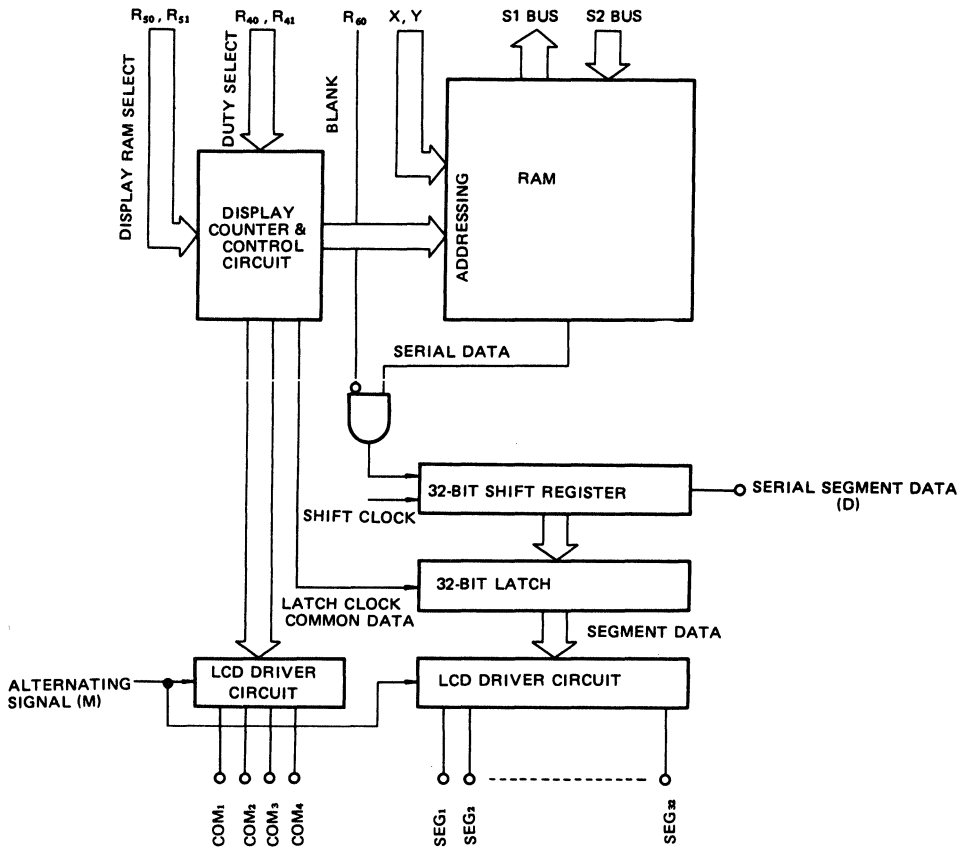 R₅₀, R₅₁
R₄₀, R₄₁
R₆₀
X, Y
S1 BUS
S2 BUS
DISPLAY RAM SELECT
DUTY SELECT
BLANK
DISPLAY
COUNTER &
CONTROL
CIRCUIT
ADDRESSING
RAM
SERIAL DATA
32-BIT SHIFT REGISTER
SERIAL SEGMENT DATA
(D)
SHIFT CLOCK
32-BIT LATCH
LATCH CLOCK
COMMON DATA
SEGMENT DATA
LCD DRIVER
CIRCUIT
LCD DRIVER CIRCUIT
ALTERNATING
SIGNAL (M)
COM₁
COM₂
COM₃
COM₄
SEG₁
SEG₂
SEG₃₂